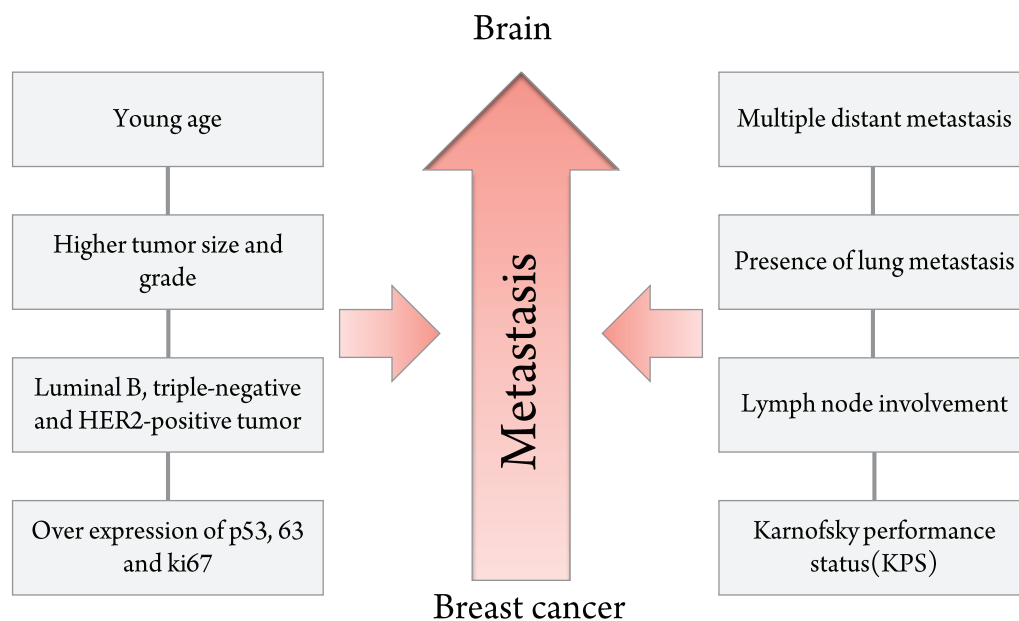 Brain
Young age
Higher tumor size and
grade
Luminal B, triple-negative
and HER2-positive tumor
Over expression of p53, 63
and ki67
Metastasis
Multiple distant metastasis
Presence of lung metastasis
Lymph node involvement
Karnofsky performance
status(KPS)
Breast cancer